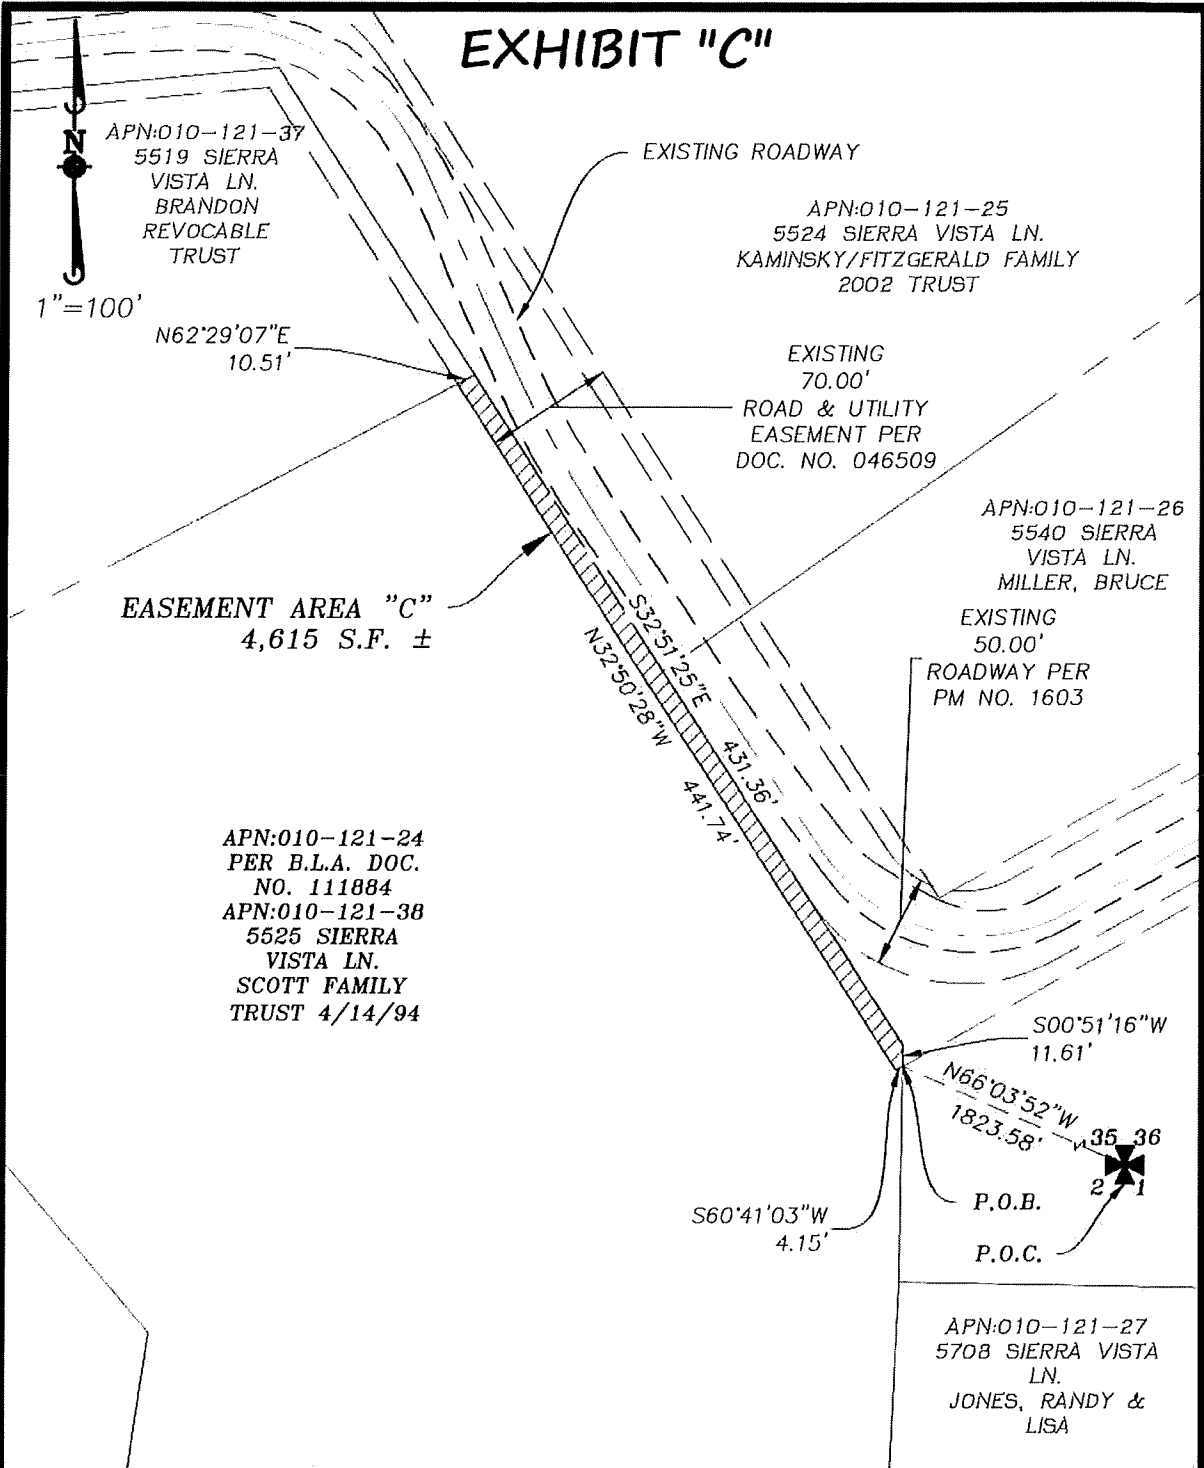 EXHIBIT "C"
N
1"=100'
APN:010-121-37
5519 SIERRA
VISTA LN.
BRANDON
REVOCABLE
TRUST
EXISTING ROADWAY
APN:010-121-25
5524 SIERRA VISTA LN.
KAMINSKY/FITZGERALD FAMILY
2002 TRUST
N62°29'07"E
10.51'
EXISTING
70.00'
ROAD & UTILITY
EASEMENT PER
DOC. NO. 046509
APN:010-121-26
5540 SIERRA
VISTA LN.
MILLER, BRUCE
EASEMENT AREA "C"
4,615 S.F. ±
EXISTING
50.00'
ROADWAY PER
PM NO. 1603
S32°51'25"E
431.36'
N32°50'28"W
441.74'
APN:010-121-24
PER B.L.A. DOC.
NO. 111884
APN:010-121-38
5525 SIERRA
VISTA LN.
SCOTT FAMILY
TRUST 4/14/94
S00°51'16"W
11.61'
N66°03'52"W
1823.58'
35 36
2 1
S60°41'03"W
4.15'
P.O.B.
P.O.C.
APN:010-121-27
5708 SIERRA VISTA
LN.
JONES, RANDY &
LISA